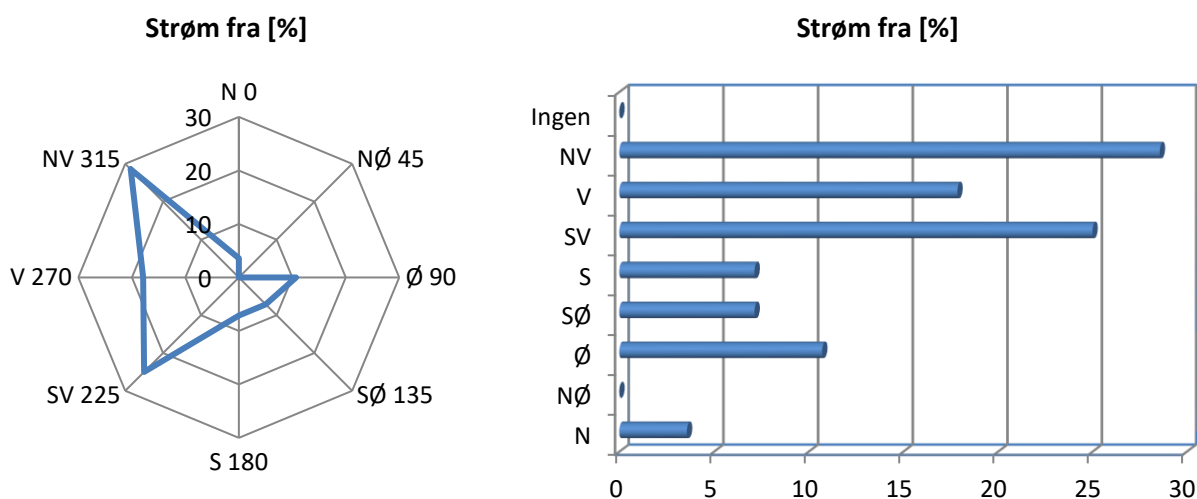 Strøm fra [%]
N 0
30
NV 315
NØ 45
20
10
V 270
0
Ø 90
SV 225
SØ 135
S 180
Strøm fra [%]
Ingen
NV
V
SV
S
SØ
Ø
NØ
N
0 5 10 15 20 25 30